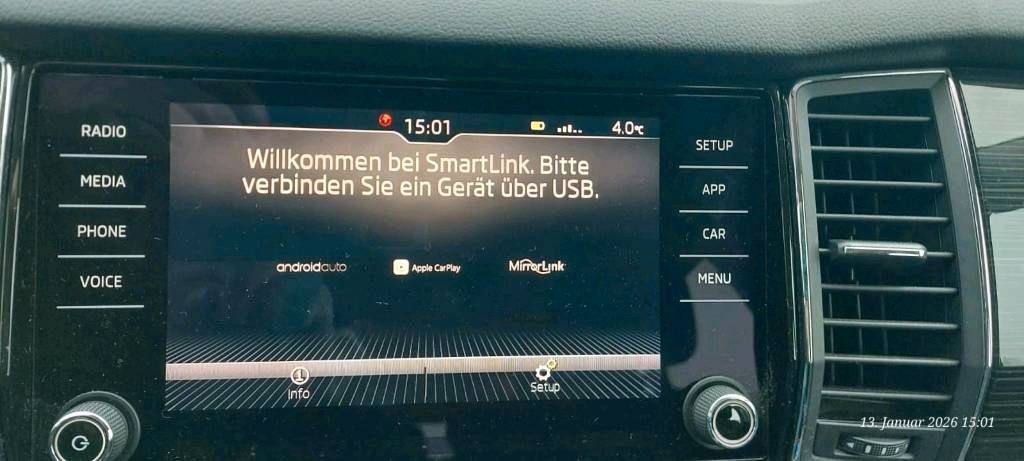 RADIO
MEDIA
PHONE
VOICE
15:01
4.0°C
Willkommen bei SmartLink. Bitte
verbinden Sie ein Gerät über USB.
androidauto
Apple CarPlay
MirrorLink
Info
Setup
SETUP
APP
CAR
MENU
13. Januar 2026 15:01